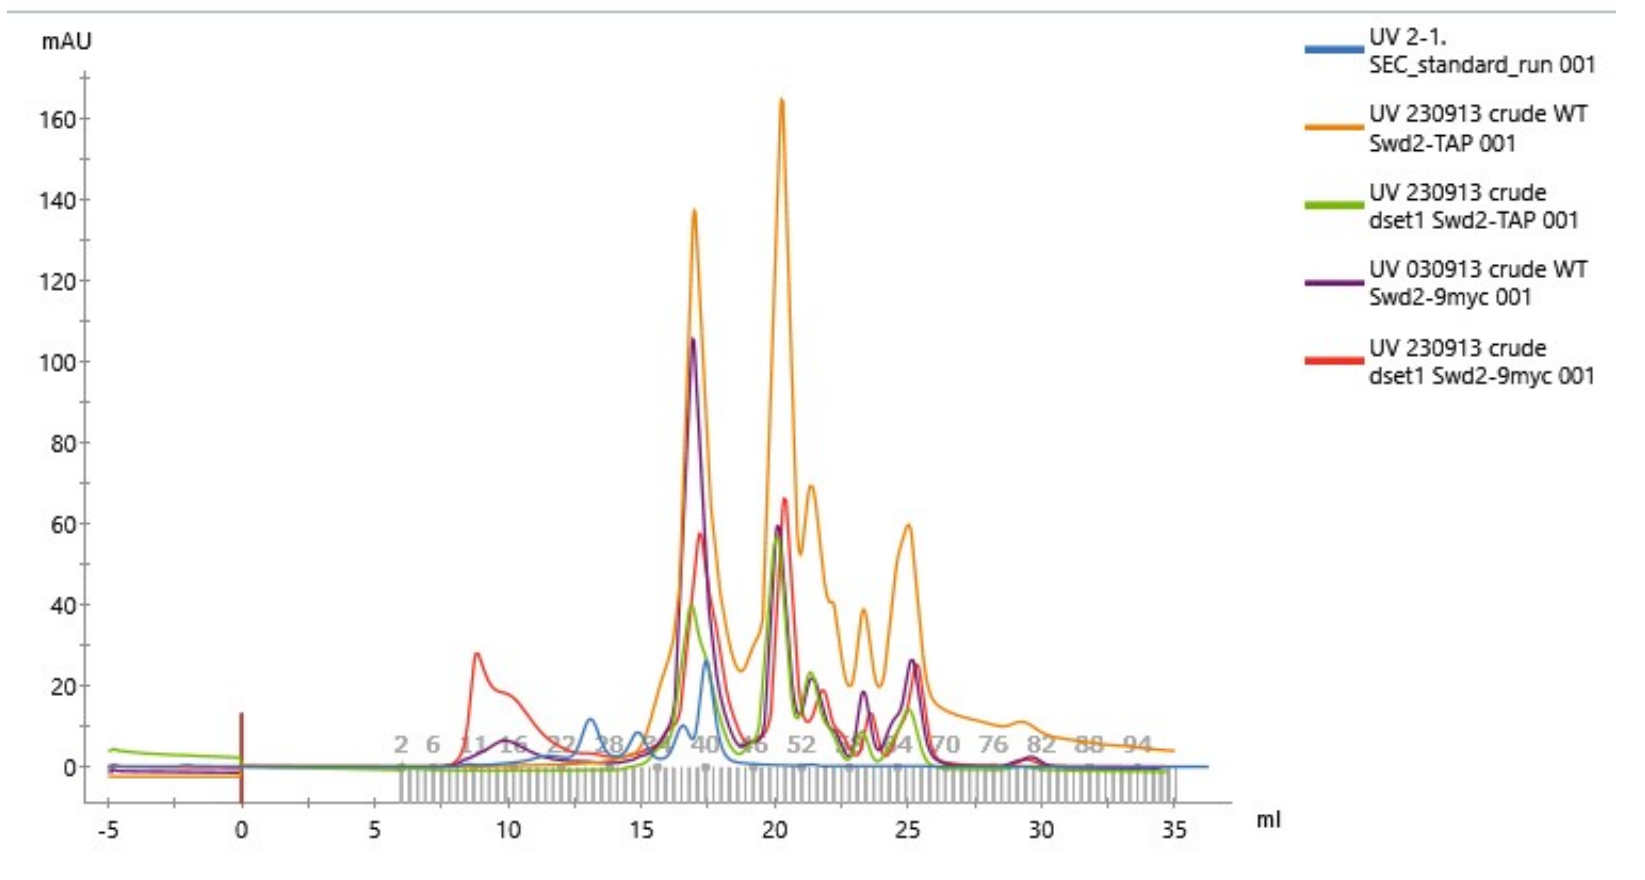 mAU
160
140
120
100
80
60
40
20
0
2 6 11 16 22 28 40 46 52 64 70 76 82 88 94
-5 0 5 10 15 20 25 30 35
ml
UV 2-1.
SEC_standard_run 001
UV 230913 crude WT
Swd2-TAP 001
UV 230913 crude
dset1 Swd2-TAP 001
UV 030913 crude WT
Swd2-9myc 001
UV 230913 crude
dset1 Swd2-9myc 001